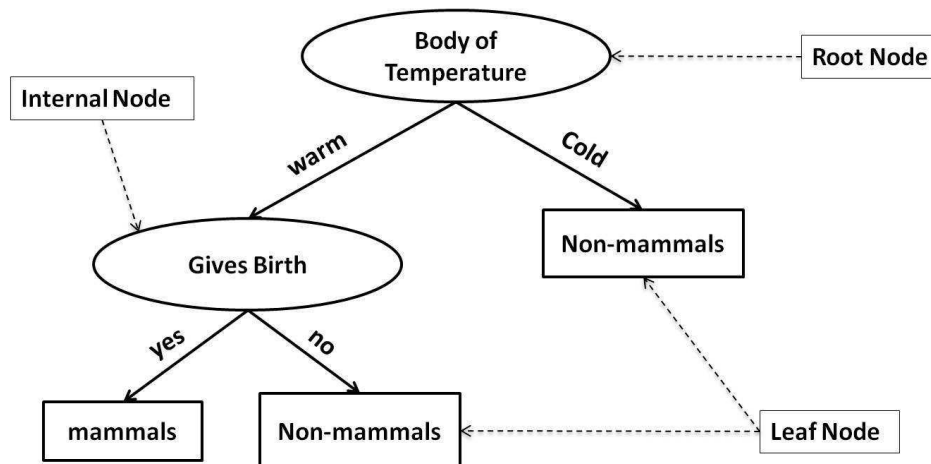 Body of
Temperature
Root Node
Internal Node
warm
Cold
Non-mammals
Gives Birth
yes
no
mammals
Non-mammals
Leaf Node